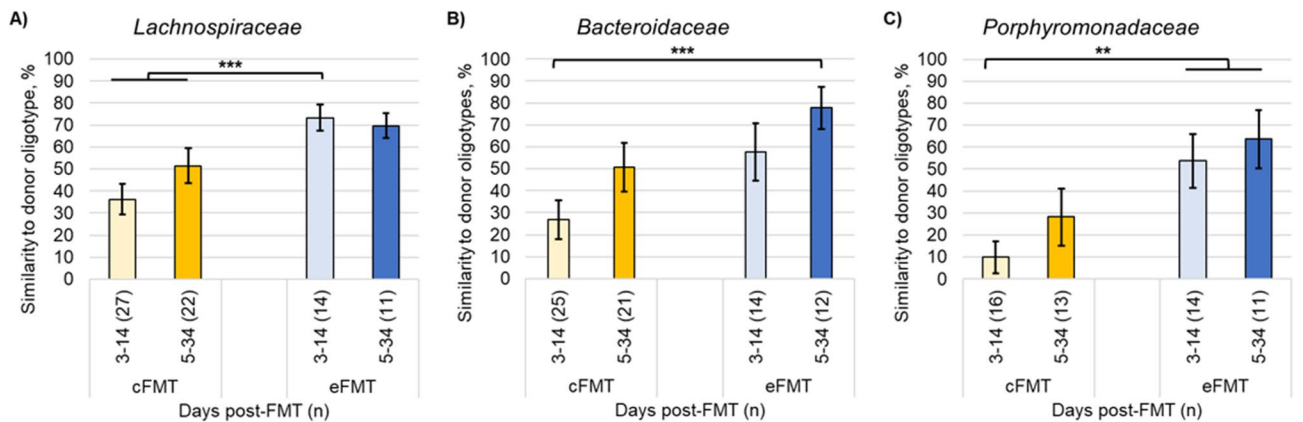 A)
Lachnospiraceae
Similarity to donor oligotype, %
100
90
80
70
60
50
40
30
20
10
0
***
3-14 (27)
5-34 (22)
3-14 (14)
5-34 (11)
cFMT
eFMT
Days post-FMT (n)
B)
Bacteroidaceae
Similarity to donor oligotypes, %
100
90
80
70
60
50
40
30
20
10
0
***
3-14 (25)
5-34 (21)
3-14 (14)
5-34 (12)
cFMT
eFMT
Days post-FMT (n)
C)
Porphyromonadaceae
Similarity to donor oligotypes, %
100
90
80
70
60
50
40
30
20
10
0
**
3-14 (16)
5-34 (13)
3-14 (14)
5-34 (11)
cFMT
eFMT
Days post-FMT (n)